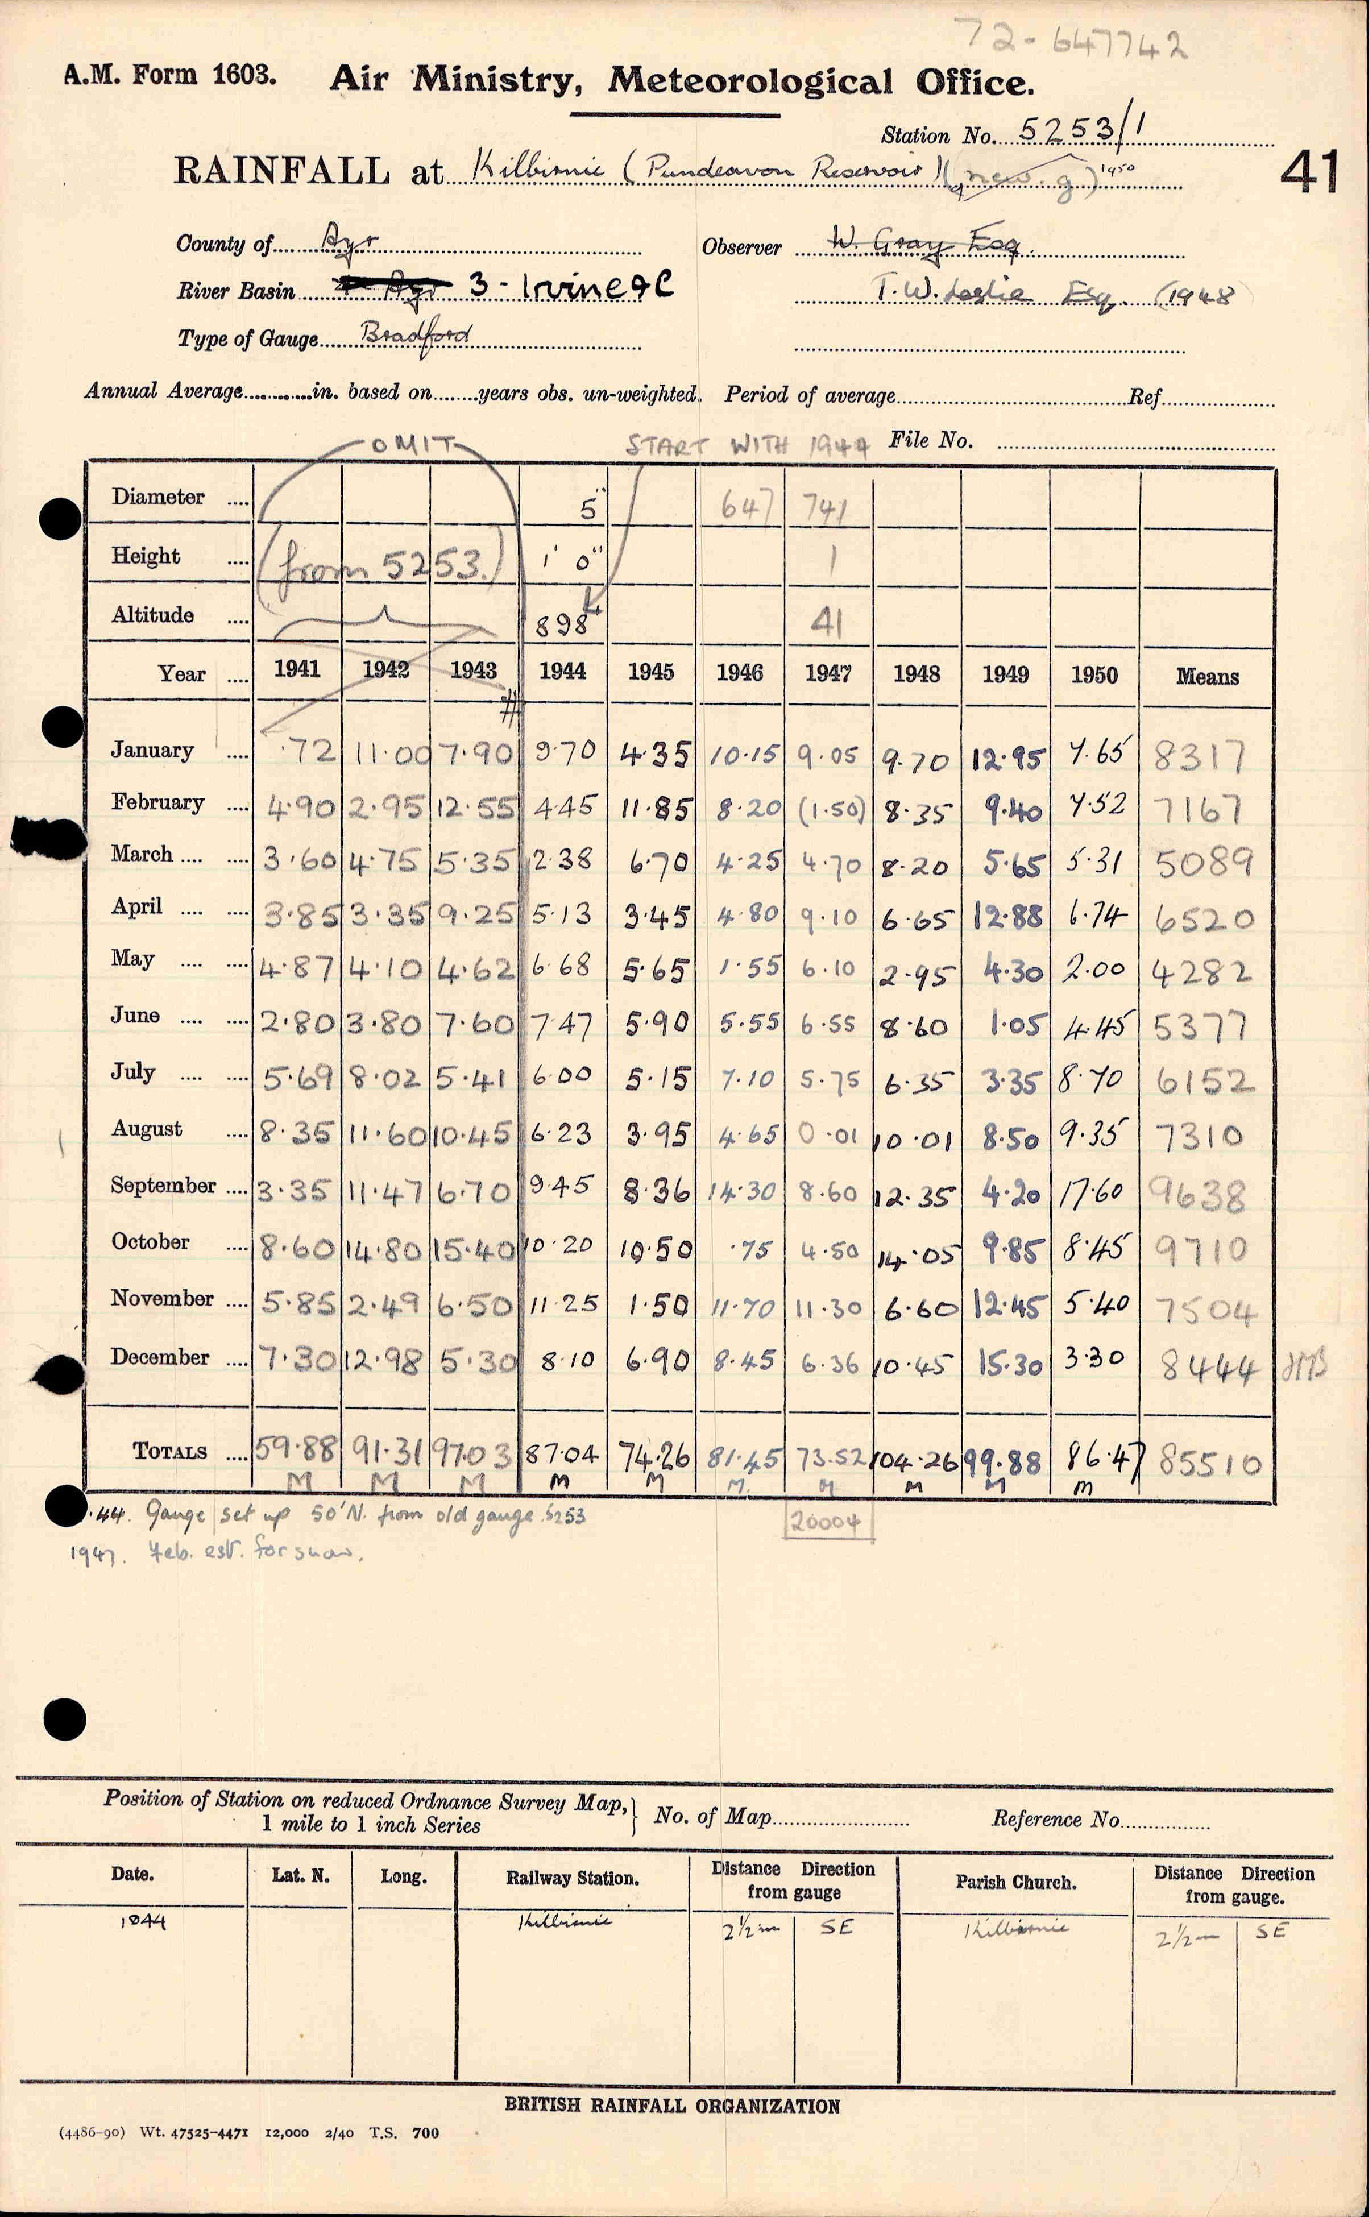 72-647742
A.M. Form 1603. Air Ministry, Meteorological Office.
Station No. 5253/1
RAINFALL at Kilbirnie (Pundeavon Reservoir) (new g) 1950
41
County of Ayr Observer W. Gray Esq.
River Basin Ayr 3 - Irvine &C T.W. Leslie Esq. (1948
Type of Gauge Bradford
Annual Average in. based on years obs. un-weighted. Period of average Ref
OMIT START WITH 1944 File No.
Diameter 5" 647 741
Height (from 5253.) 1' 0" 1
Altitude 898 41
Year 1941 1942 1943 1944 1945 1946 1947 1948 1949 1950 Means
January .72 11.00 7.90 9.70 4.35 10.15 9.05 9.70 12.95 7.65 8317
February 4.90 2.95 12.55 4.45 11.85 8.20 (1.50) 8.35 9.40 7.52 7167
March 3.60 4.75 5.35 2.38 6.70 4.25 4.70 8.20 5.65 5.31 5089
April 3.85 3.35 9.25 5.13 3.45 4.80 9.10 6.65 12.88 6.74 6520
May 4.87 4.10 4.62 6.68 5.65 1.55 6.10 2.95 4.30 2.00 4282
June 2.80 3.80 7.60 7.47 5.90 5.55 6.55 8.60 1.05 4.45 5377
July 5.69 8.02 5.41 6.00 5.15 7.10 5.75 6.35 3.35 8.70 6152
August 8.35 11.60 10.45 6.23 3.95 4.65 0.01 10.01 8.50 9.35 7310
September 3.35 11.47 6.70 9.45 8.36 14.30 8.60 12.35 4.20 17.60 9638
October 8.60 14.80 15.40 10.20 10.50 .75 4.50 14.05 9.85 8.45 9710
November 5.85 2.49 6.50 11.25 1.50 11.70 11.30 6.60 12.45 5.40 7504
December 7.30 12.98 5.30 8.10 6.90 8.45 6.36 10.45 15.30 3.30 8444
TOTALS 59.88 91.31 97.03 87.04 74.26 81.45 73.52 104.26 99.88 86.47 85510
M M M M M M M M M M
.44. Gauge set up 50' N. from old gauge 5253
20004
1947. Feb. est. for snow.
Position of Station on reduced Ordnance Survey Map, 1 mile to 1 inch Series } No. of Map Reference No.
Date. Lat. N. Long. Railway Station. Distance Direction from gauge Parish Church. Distance Direction from gauge.
1944 Kilbirnie 2½m SE Kilbirnie 2½m SE
BRITISH RAINFALL ORGANIZATION
(4486-90) Wt. 47525-4471 12,000 2/40 T.S. 700